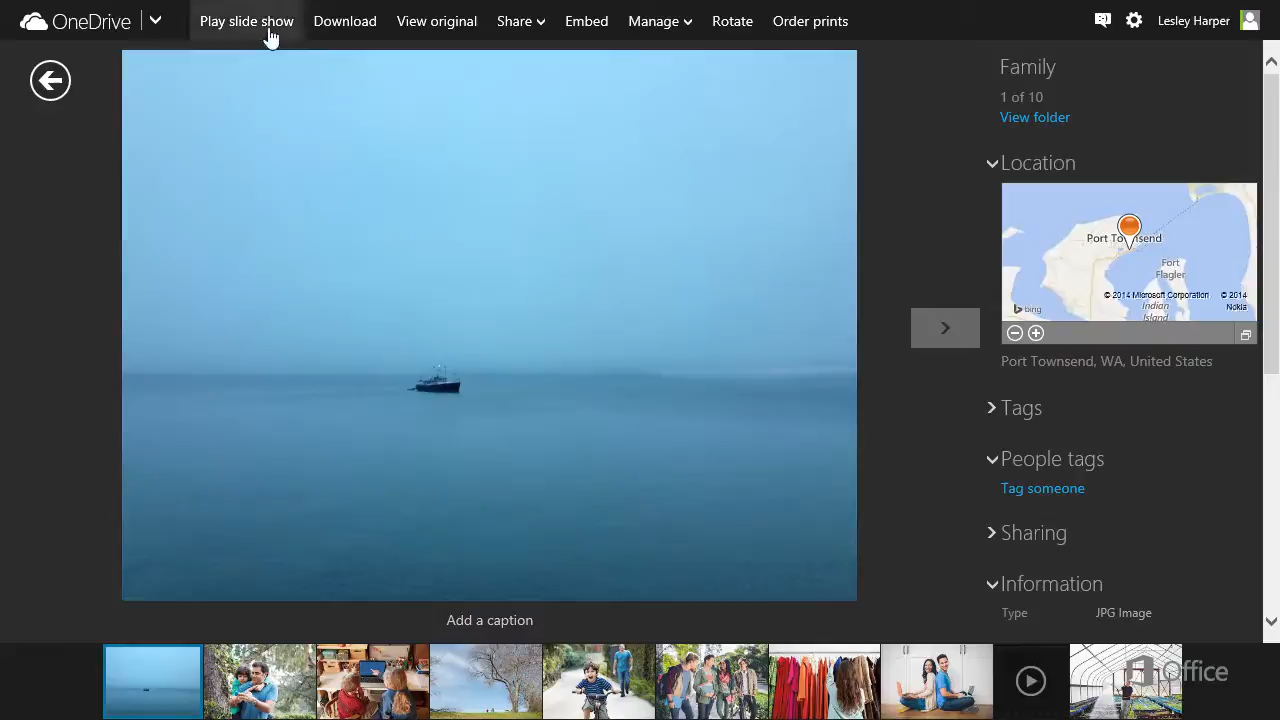 OneDrive Play slide show Download View original Share Embed Manage Rotate Order prints Lesley Harper
Family
1 of 10
View folder
Location
Port Townsend
Fort
Flagler
© 2014 Microsoft Corporation © 2014
Nokia
Indian
Island
bing
Port Townsend, WA, United States
Tags
People tags
Tag someone
Sharing
Information
Type JPG Image
Add a caption
Office